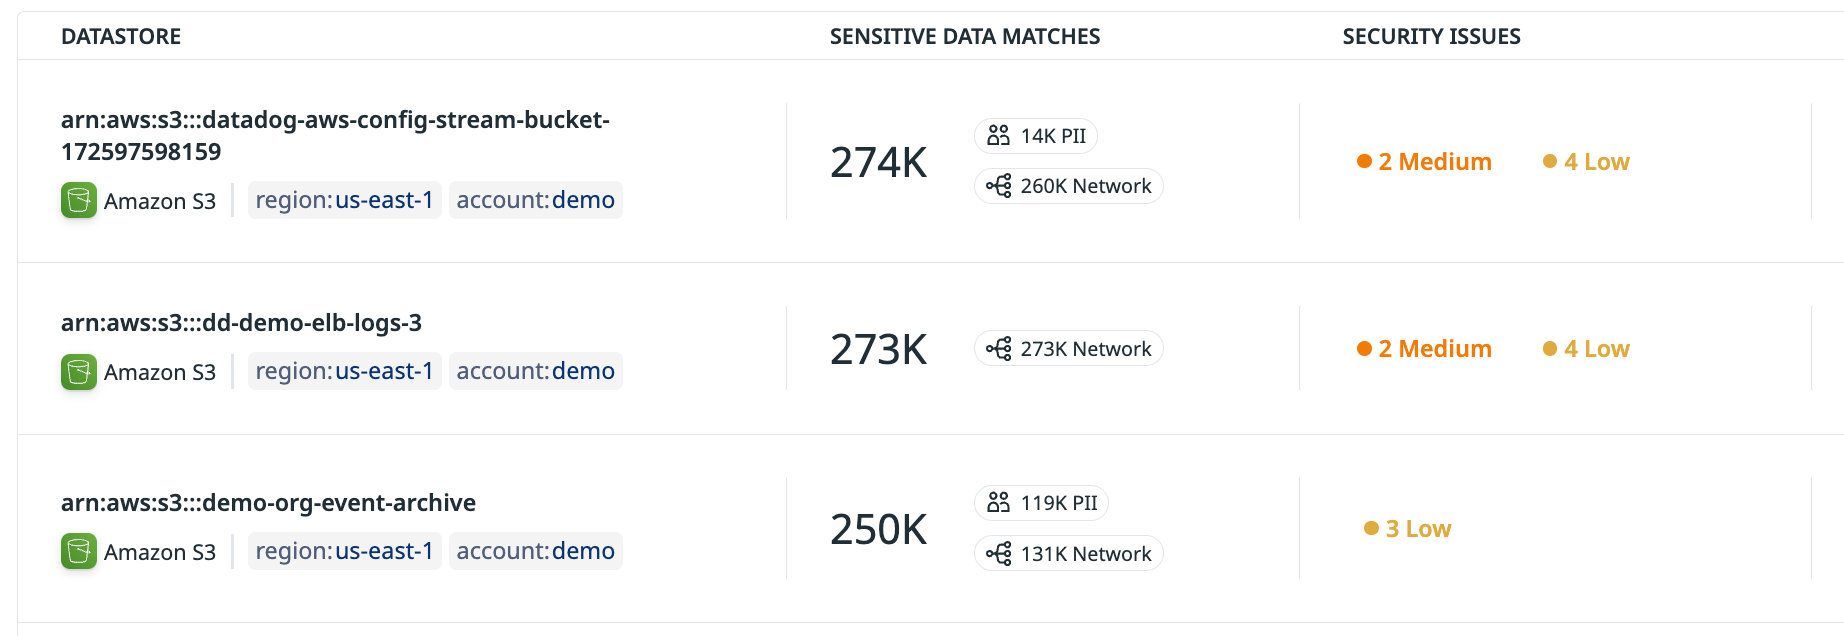 DATASTORE SENSITIVE DATA MATCHES SECURITY ISSUES
arn:aws:s3:::datadog-aws-config-stream-bucket-
172597598159
Amazon S3 region:us-east-1 account:demo
274K
14K PII
260K Network
2 Medium 4 Low
arn:aws:s3:::dd-demo-elb-logs-3
Amazon S3 region:us-east-1 account:demo
273K
273K Network
2 Medium 4 Low
arn:aws:s3:::demo-org-event-archive
Amazon S3 region:us-east-1 account:demo
250K
119K PII
131K Network
3 Low